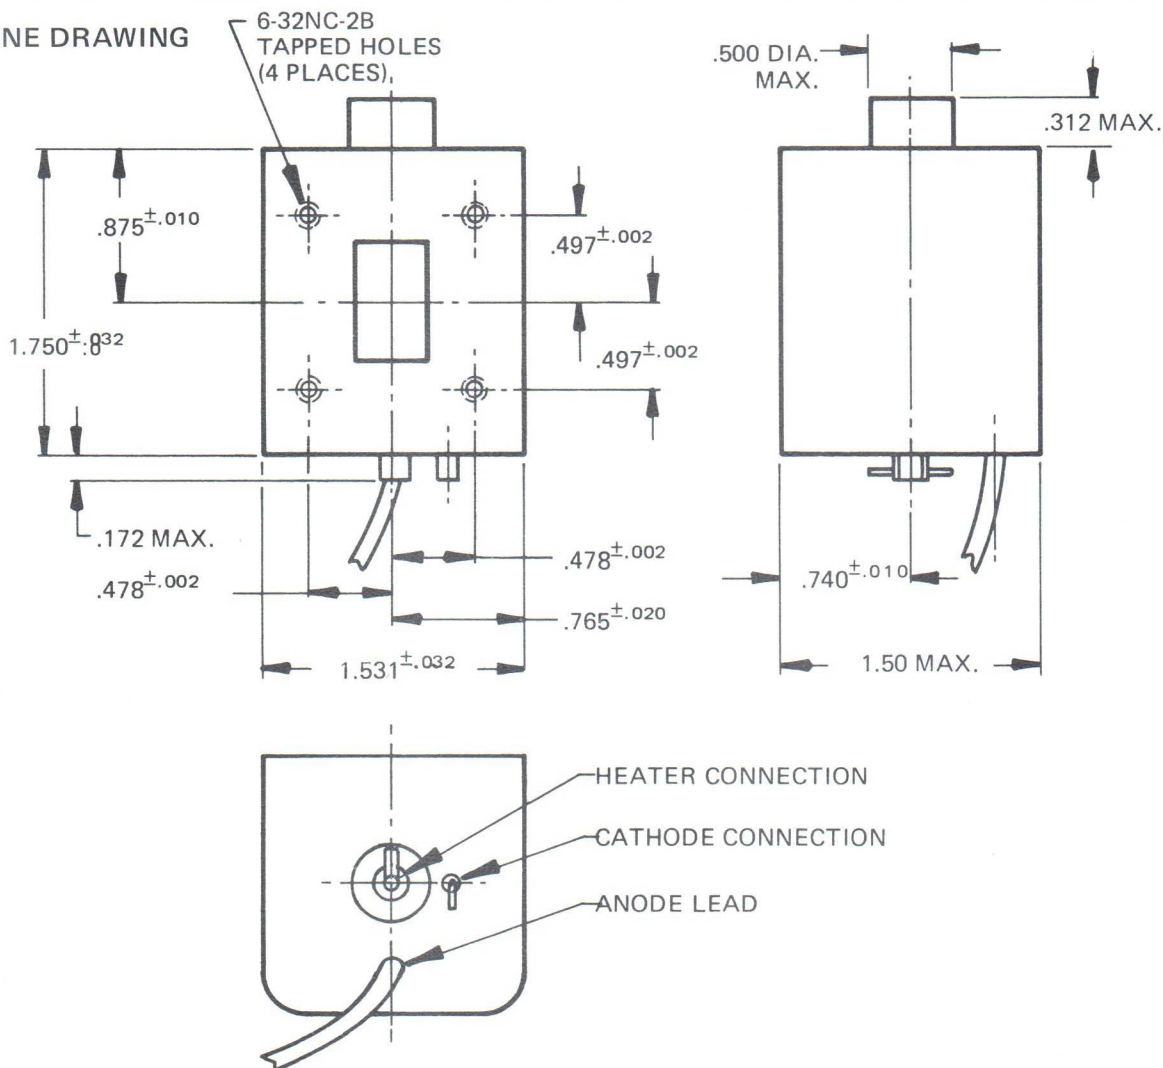 NE DRAWING
6-32NC-2B
TAPPED HOLES
(4 PLACES)
.500 DIA.
MAX.
.312 MAX.
.875±.010
.497±.002
1.750±.032
.497±.002
.172 MAX.
.478±.002
.478±.002
.740±.010
.765±.020
1.531±.032
1.50 MAX.
HEATER CONNECTION
CATHODE CONNECTION
ANODE LEAD